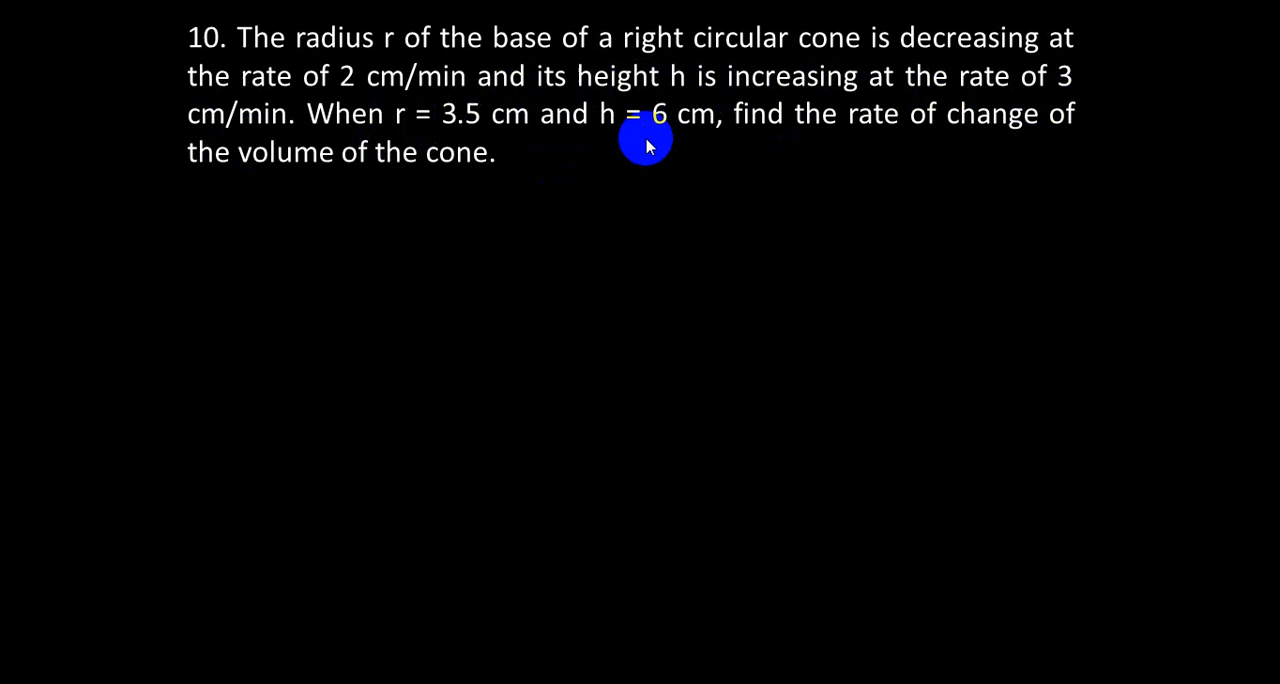 10. The radius r of the base of a right circular cone is decreasing at
the rate of 2 cm/min and its height h is increasing at the rate of 3
cm/min. When r = 3.5 cm and h = 6 cm, find the rate of change of
the volume of the cone.